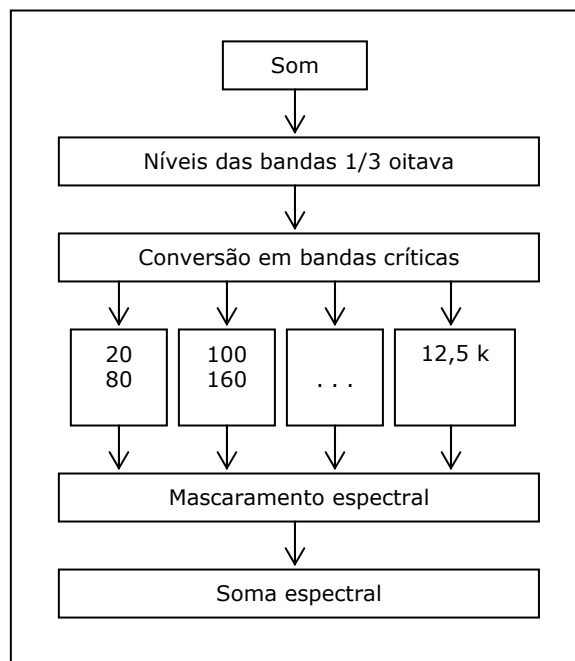 Som
Níveis das bandas 1/3 oitava
Conversão em bandas críticas
20
80
100
160
. . .
12,5 k
Mascaramento espectral
Soma espectral